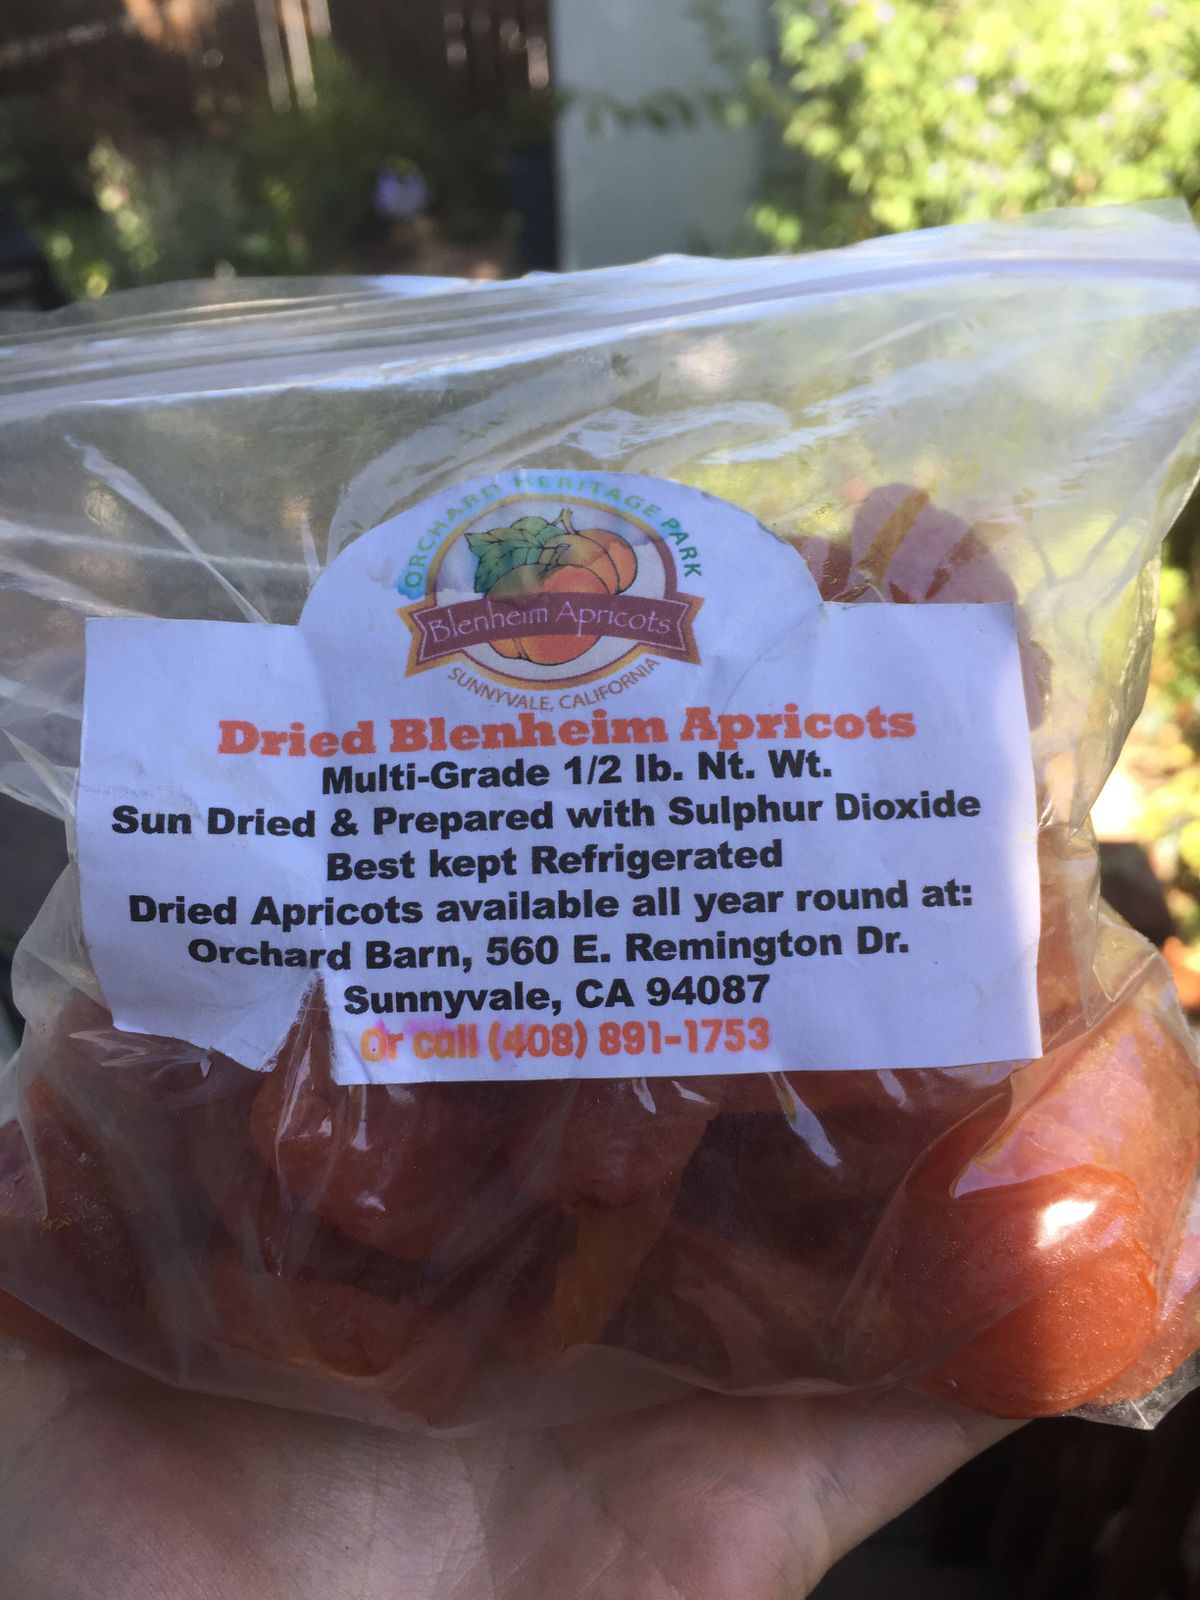 ORCHARD HERITAGE PARK
Blenheim Apricots
SUNNYVALE, CALIFORNIA
Dried Blenheim Apricots
Multi-Grade 1/2 lb. Nt. Wt.
Sun Dried & Prepared with Sulphur Dioxide
Best kept Refrigerated
Dried Apricots available all year round at:
Orchard Barn, 560 E. Remington Dr.
Sunnyvale, CA 94087
Or call (408) 891-1753